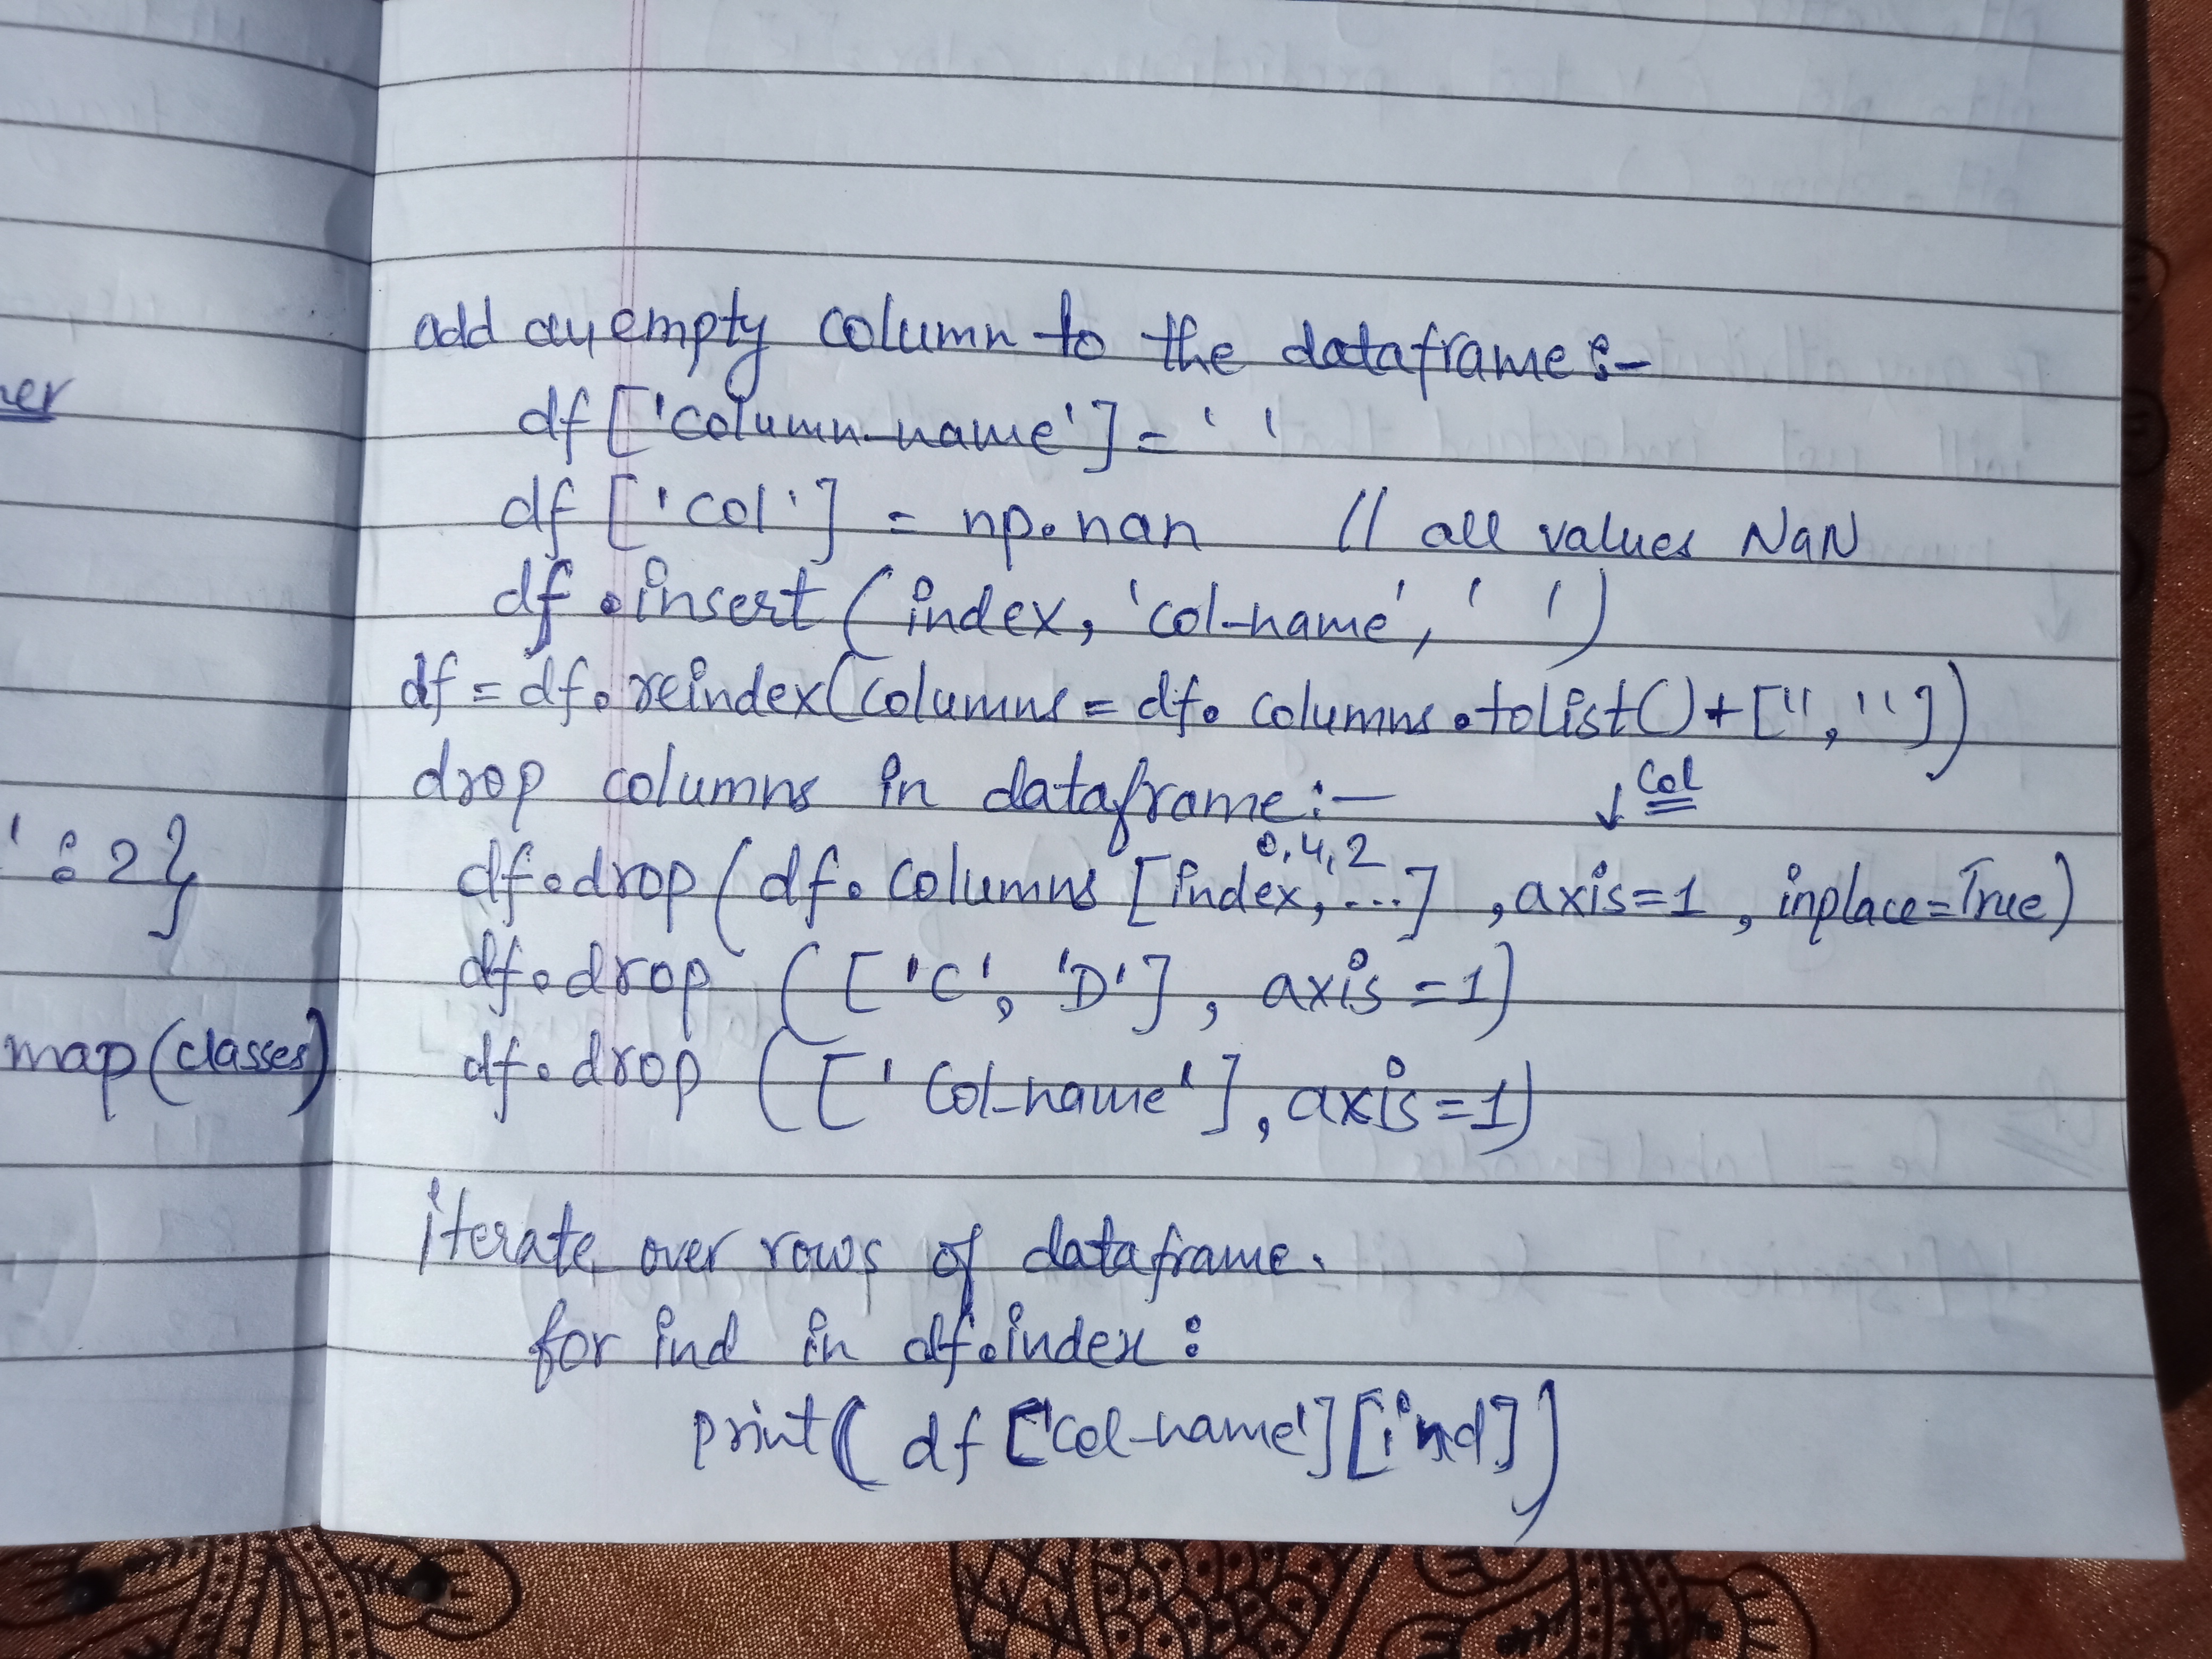 add an empty column to the dataframe :-
df ['column-name'] = ' '
df ['col'] = np.nan // all values NaN
df.insert (index, 'col-name', ' ')
df = df.reindex(columns = df.columns.tolist() + ['', ''])
drop columns in dataframe :-
↓ Col
0, 4, 2
df.drop (df.columns [index, ...], axis=1, inplace=True)
df.drop (['C', 'D'], axis=1)
df.drop (['Col-name'], axis=1)
iterate over rows of dataframe.
for ind in df.index :
print( df ['Col-name'] [ind])
' : 2}
map (classes)